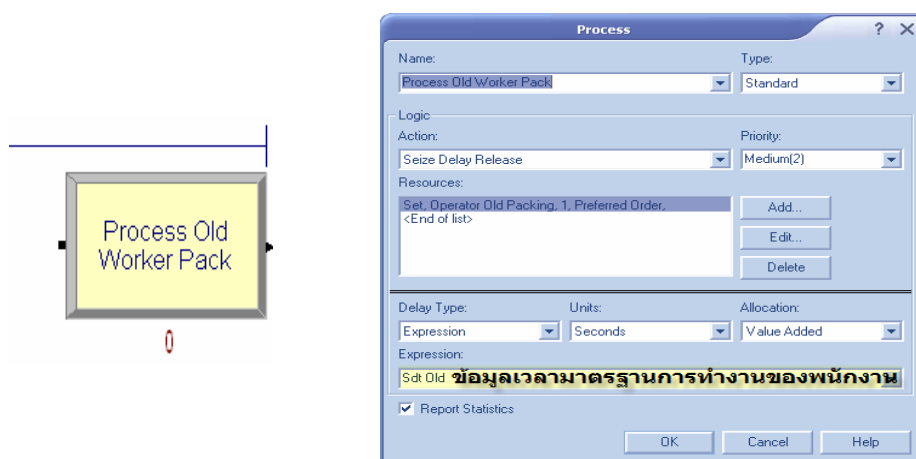 Process Old
Worker Pack
0
Process
? X
Name:
Type:
Process Old Worker Pack
Standard
Logic
Action:
Priority:
Seize Delay Release
Medium(2)
Resources:
Set, Operator Old Packing, 1, Preferred Order,
<End of list>
Add...
Edit...
Delete
Delay Type:
Units:
Allocation:
Expression
Seconds
Value Added
Expression:
Sdt Old ข้อมูลเวลามาตรฐานการทำงานของพนักงาน
Report Statistics
OK
Cancel
Help